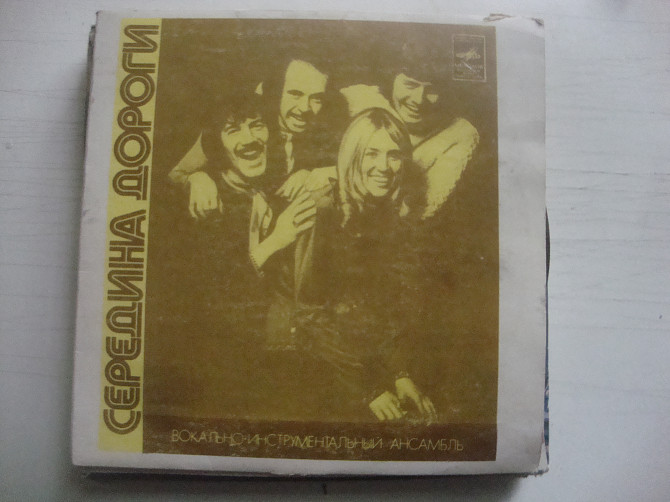 СЕРЕДИНА ДОРОГИ
ВОКАЛЬНО-ИНСТРУМЕНТАЛЬНЫЙ АНСАМБЛЬ